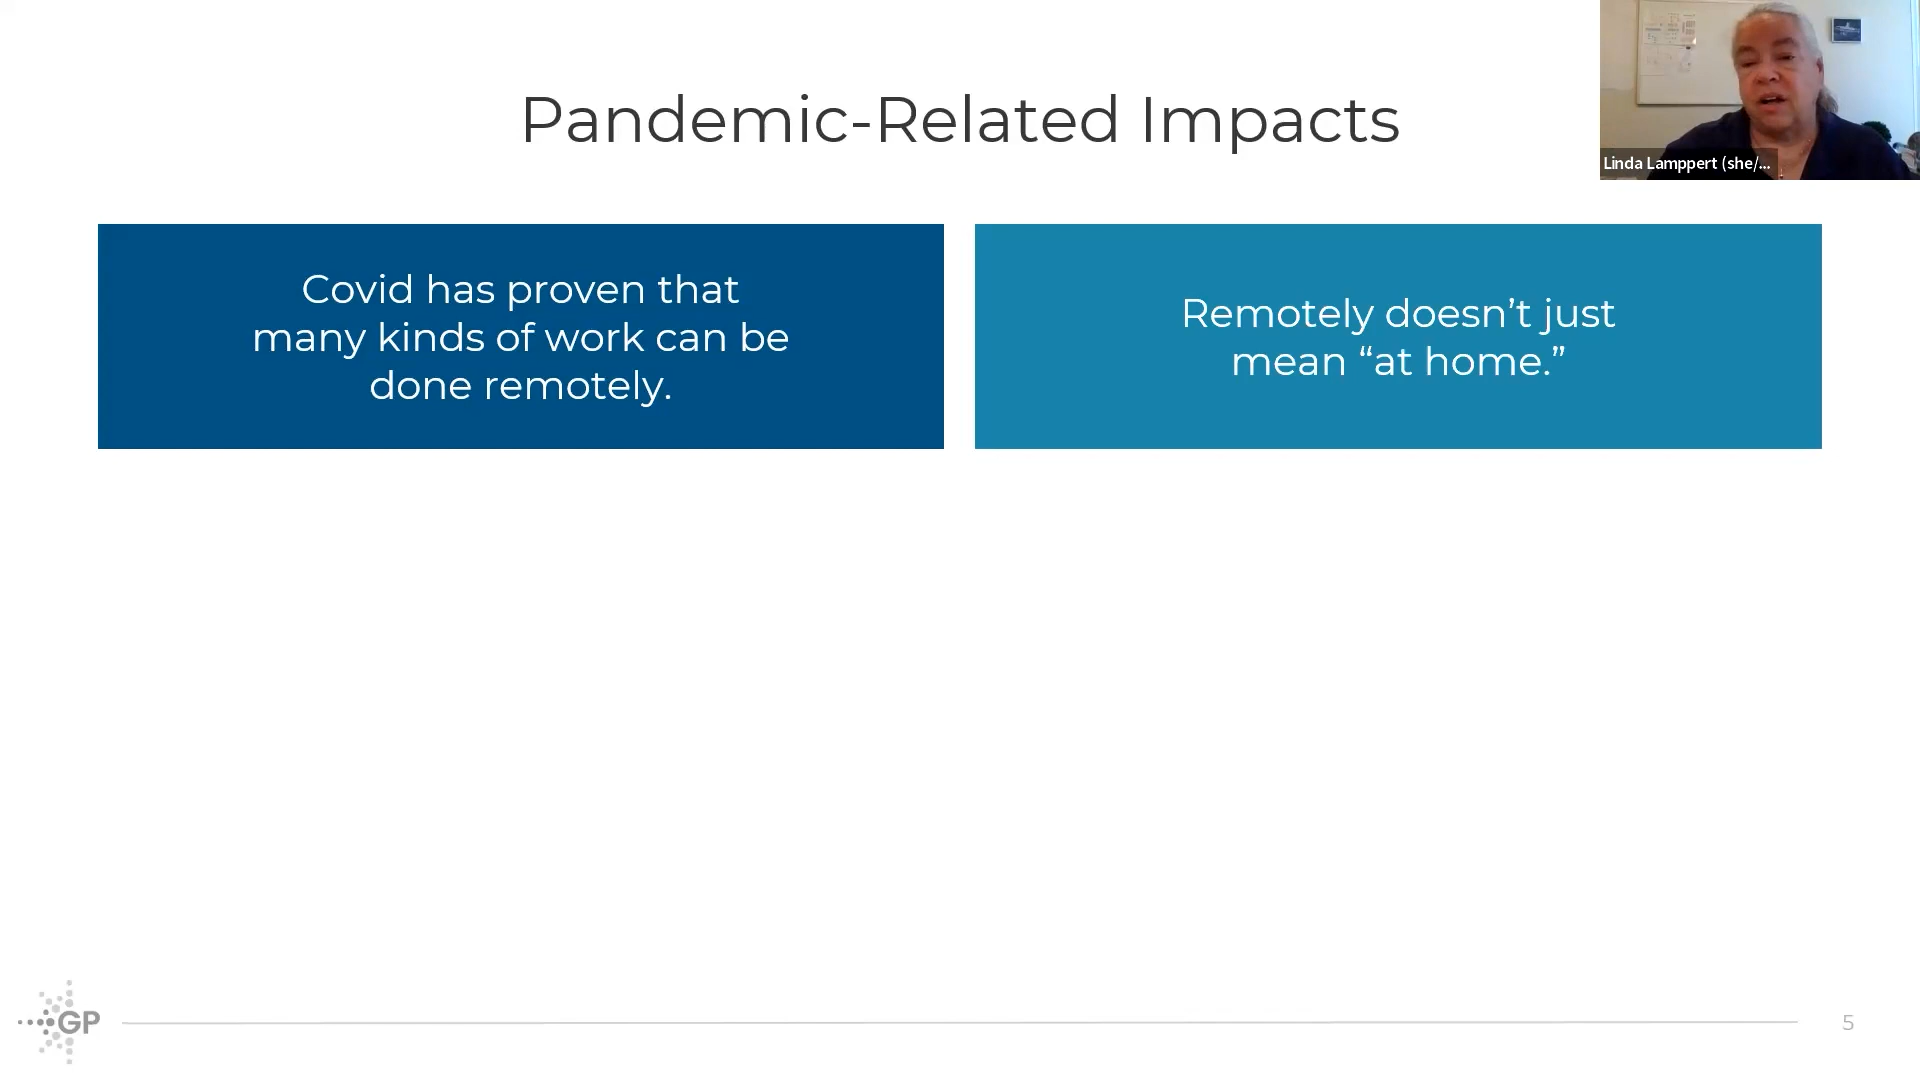 Pandemic-Related Impacts
Linda Lamppert (she/...
Covid has proven that
many kinds of work can be
done remotely.
Remotely doesn’t just
mean “at home.”
GP
5